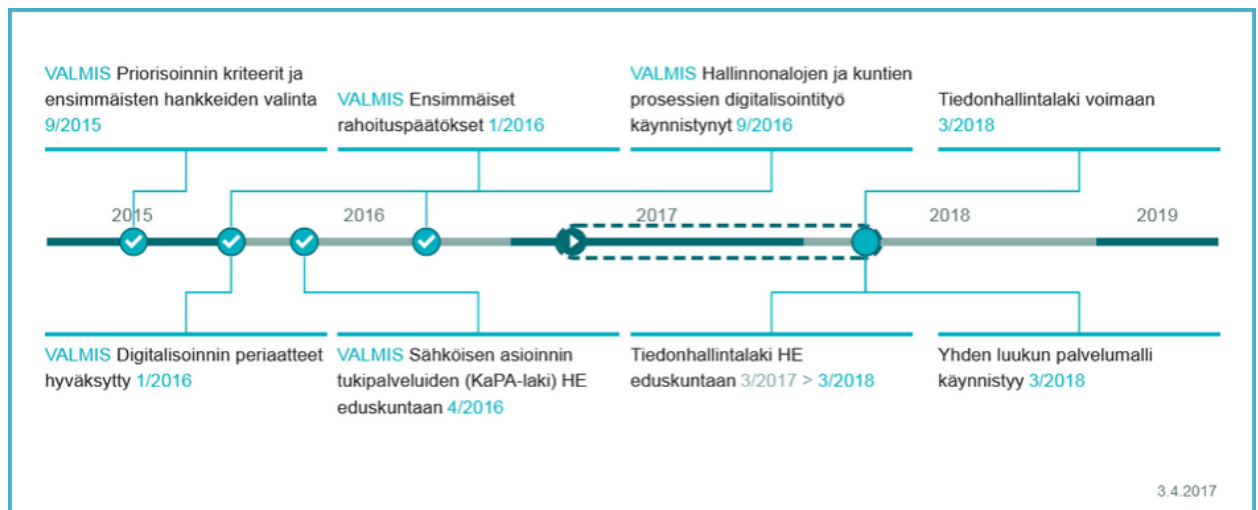 VALMIS Priorisoinnin kriteerit ja
ensimmäisten hankkeiden valinta
9/2015
VALMIS Ensimmäiset
rahoituspäätökset 1/2016
VALMIS Hallinnonalojen ja kuntien
prosessien digitalisointityö
käynnistynyt 9/2016
Tiedonhallintalaki voimaan
3/2018
2015
2016
2017
2018
2019
VALMIS Digitalisoinnin periaatteet
hyväksytty 1/2016
VALMIS Sähköisen asioinnin
tukipalveluiden (KaPA-laki) HE
eduskuntaan 4/2016
Tiedonhallintalaki HE
eduskuntaan 3/2017 > 3/2018
Yhden luukun palvelumalli
käynnistyy 3/2018
3.4.2017